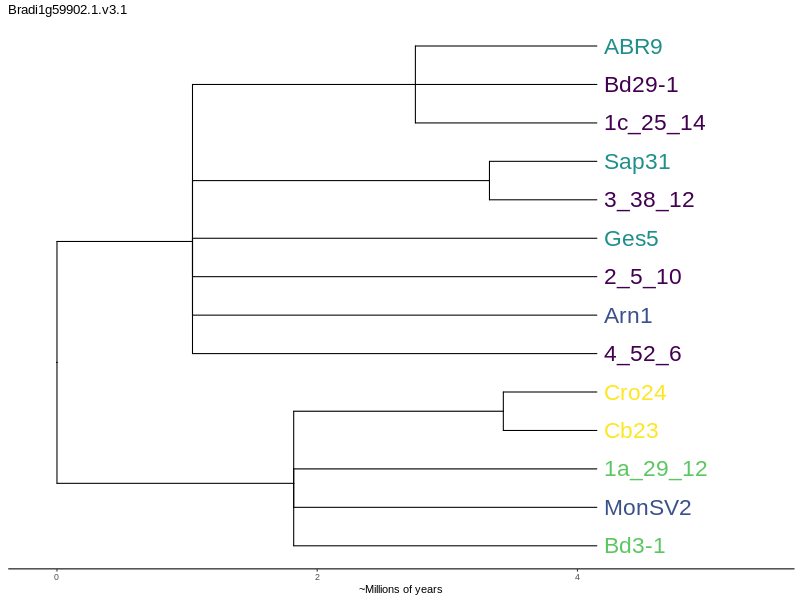 Bradi1g59902.1.v3.1
ABR9
Bd29-1
1c_25_14
Sap31
3_38_12
Ges5
2_5_10
Arn1
4_52_6
Cro24
Cb23
1a_29_12
MonSV2
Bd3-1
0 2 4
~Millions of years